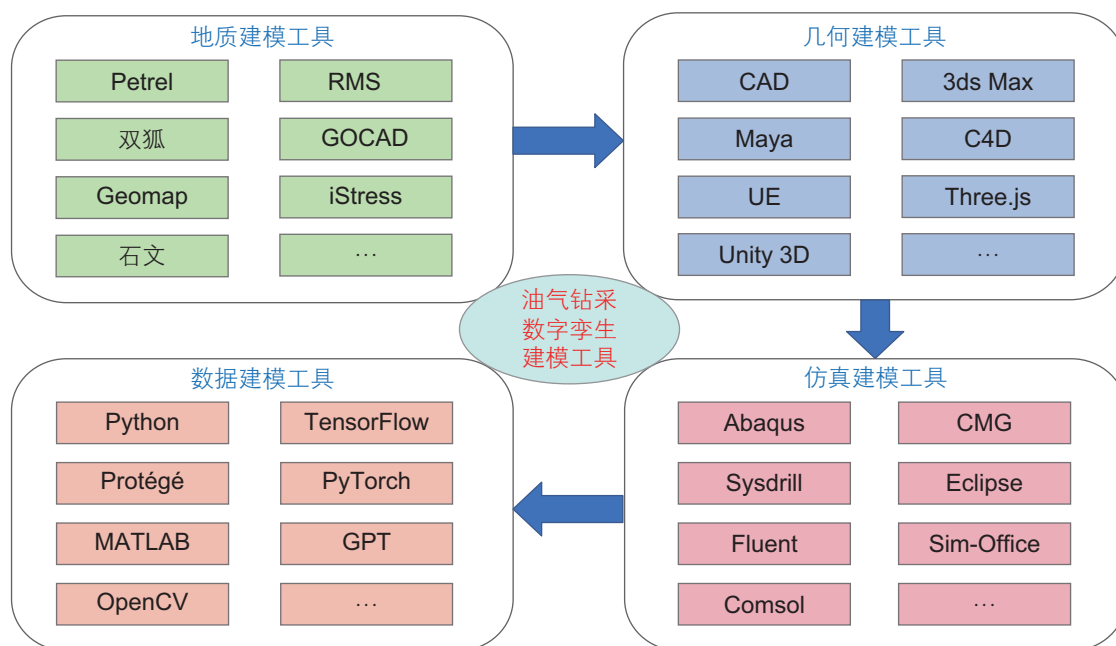 地质建模工具
Petrel
RMS
双狐
GOCAD
Geomap
iStress
石文
…
几何建模工具
CAD
3ds Max
Maya
C4D
UE
Three.js
Unity 3D
…
油气钻采
数字孪生
建模工具
数据建模工具
Python
TensorFlow
Protégé
PyTorch
MATLAB
GPT
OpenCV
…
仿真建模工具
Abaqus
CMG
Sysdrill
Eclipse
Fluent
Sim-Office
Comsol
…